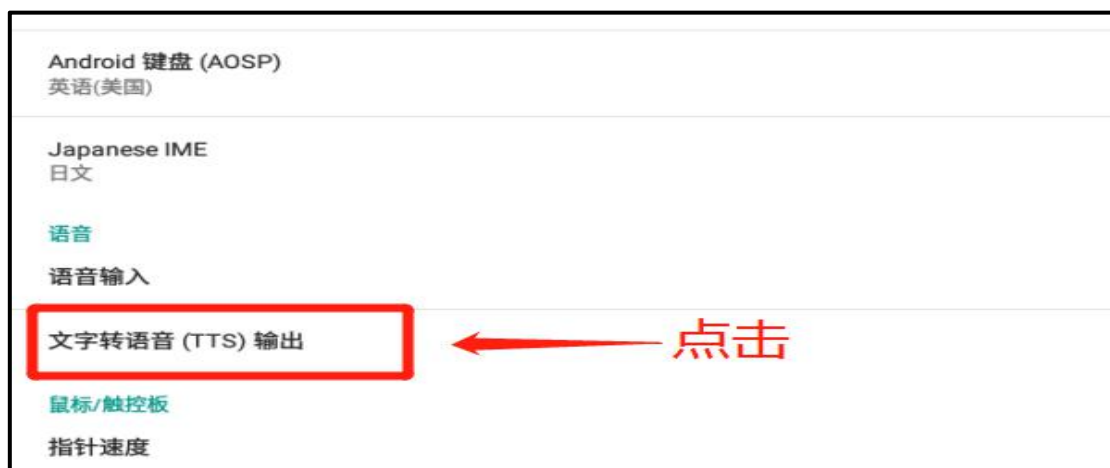 Android 键盘 (AOSP)
英语(美国)
Japanese IME
日文
语音
语音输入
文字转语音 (TTS) 输出
点击
鼠标/触控板
指针速度